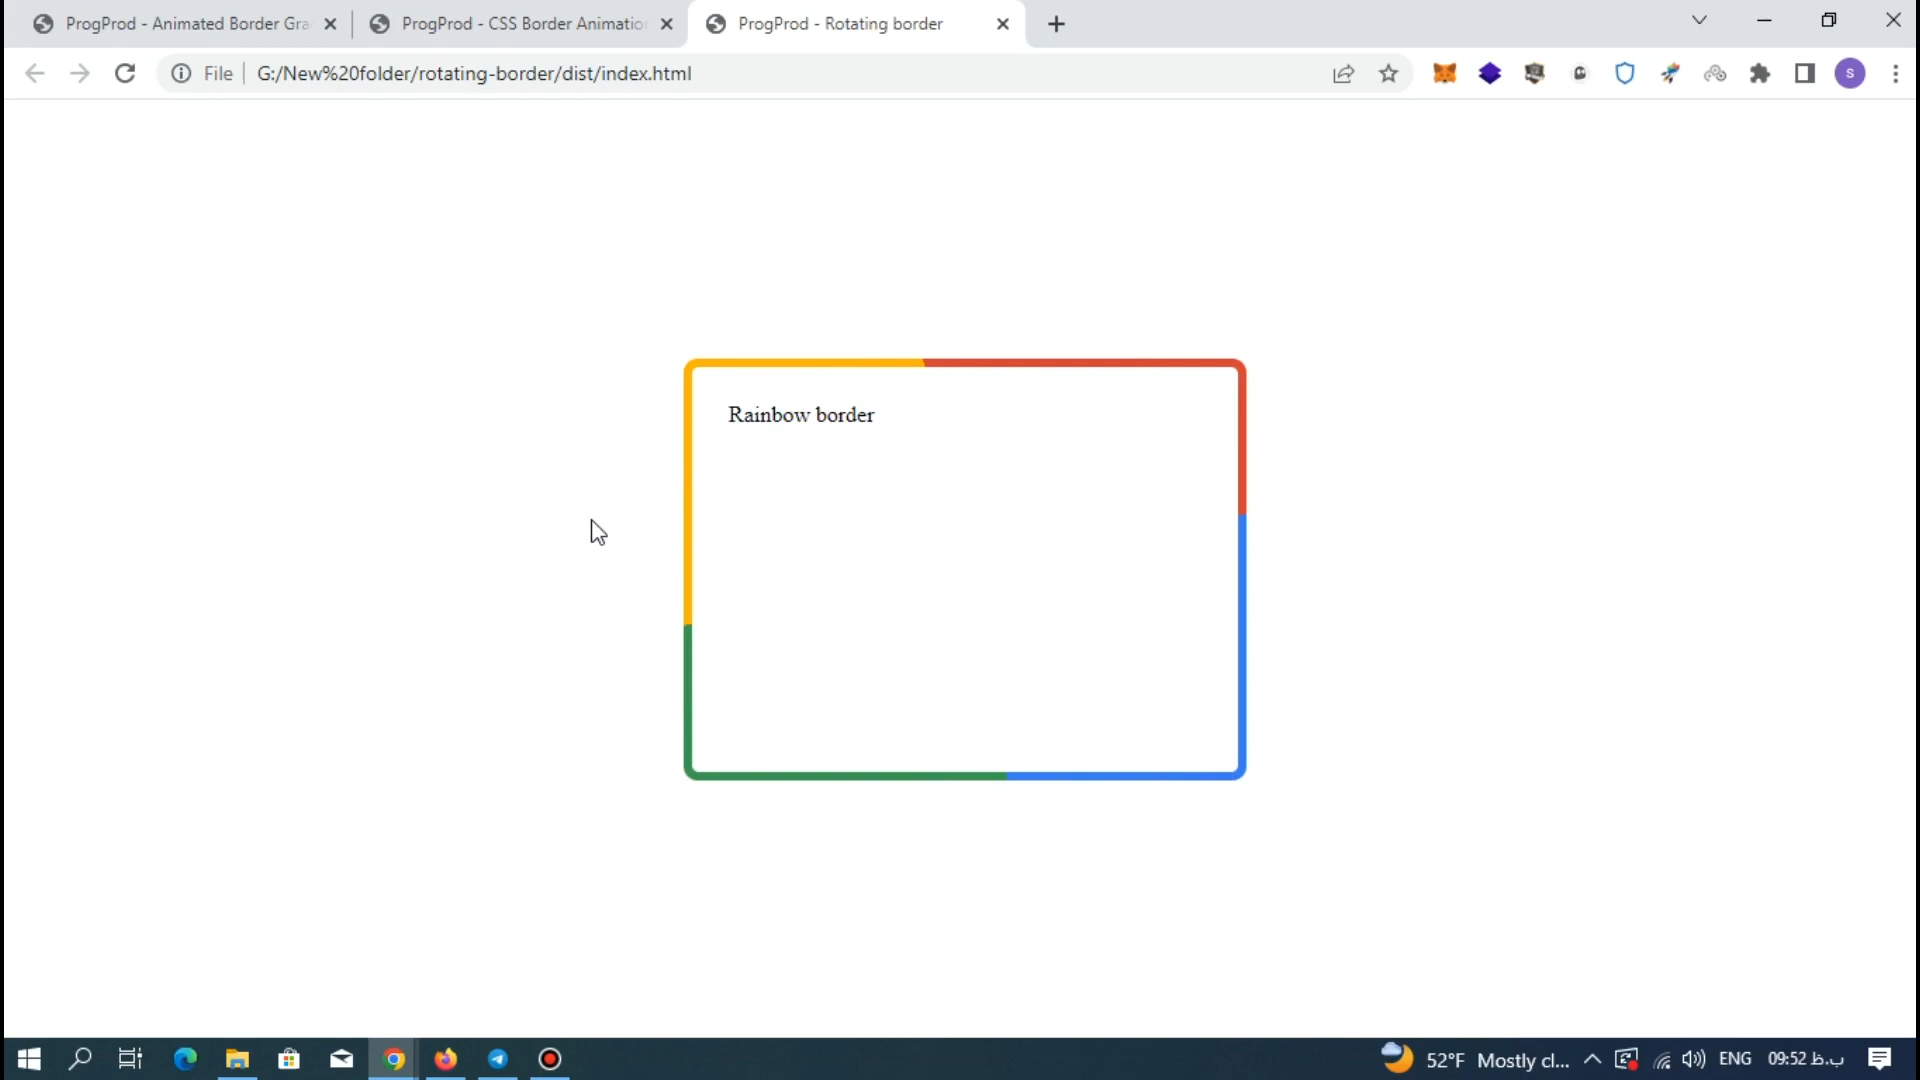 ProgProd - Animated Border Gra
ProgProd - CSS Border Animatio
ProgProd - Rotating border
File
G:/New%20folder/rotating-border/dist/index.html
S
Rainbow border
52°F Mostly cl...
ENG
09:52 ب.ظ